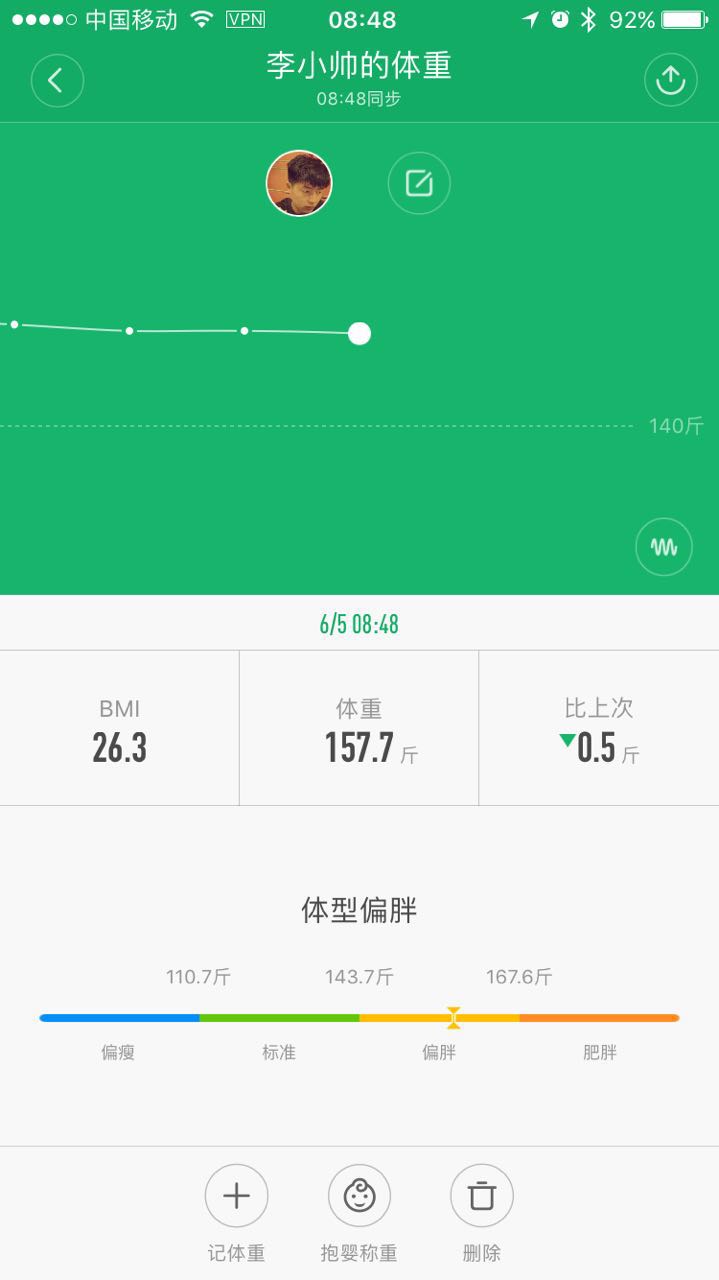 中国移动 VPN 08:48 92%
李小帅的体重
08:48同步
140斤
6/5 08:48
BMI 体重 比上次
26.3 157.7 斤 0.5 斤
体型偏胖
110.7斤 143.7斤 167.6斤
偏瘦 标准 偏胖 肥胖
记体重 抱婴称重 删除